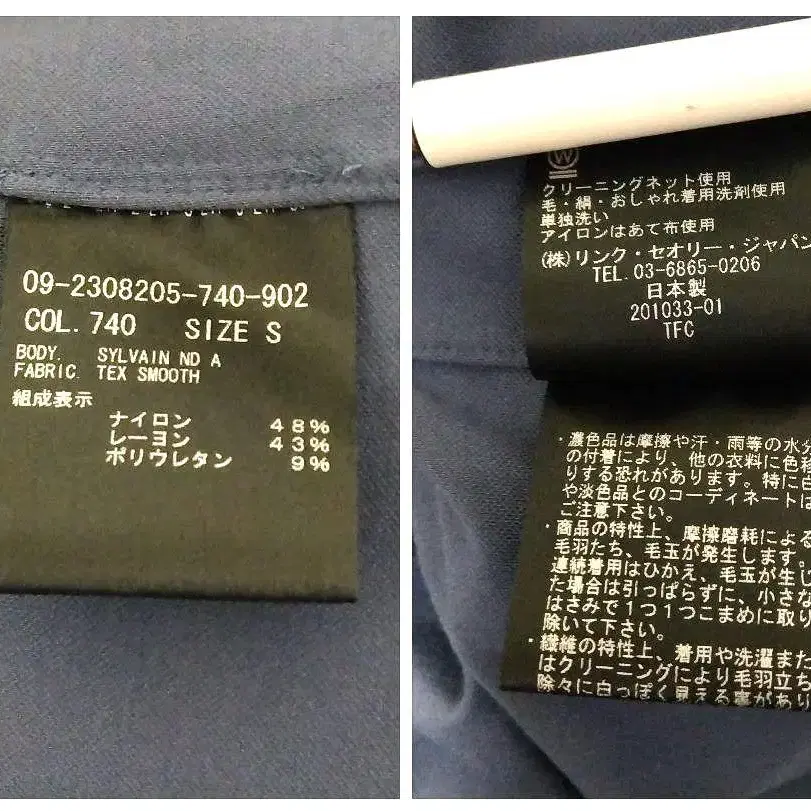 09-2308205-740-902
COL. 740 SIZE S
BODY. SYLVAIN ND A
FABRIC TEX SMOOTH
組成表示
ナイロン 48%
レーヨン 43%
ポリウレタン 9%
W
クリーニングネット使用
毛・絹・おしゃれ着用洗剤使用
単独洗い
アイロンはあて布使用
(株)リンク・セオリー・ジャパン
TEL. 03-6865-0206
日本製
201033-01
TFC
・濃色品は摩擦や汗・雨等の水分
の付着により、他の衣料に色移
りする恐れがあります。特に白
や淡色品とのコーディネートは
ご注意下さい。
・商品の特性上、摩擦磨耗による
毛羽たち、毛玉が発生します。
連続着用はひかえ、毛玉が生じ
た場合は引っぱらずに、小さな
はさみで1つ1つこまめに取り
除いて下さい。
・繊維の特性上、着用や洗濯また
はクリーニングにより毛羽立ち
除々に白っぽく見える事があり